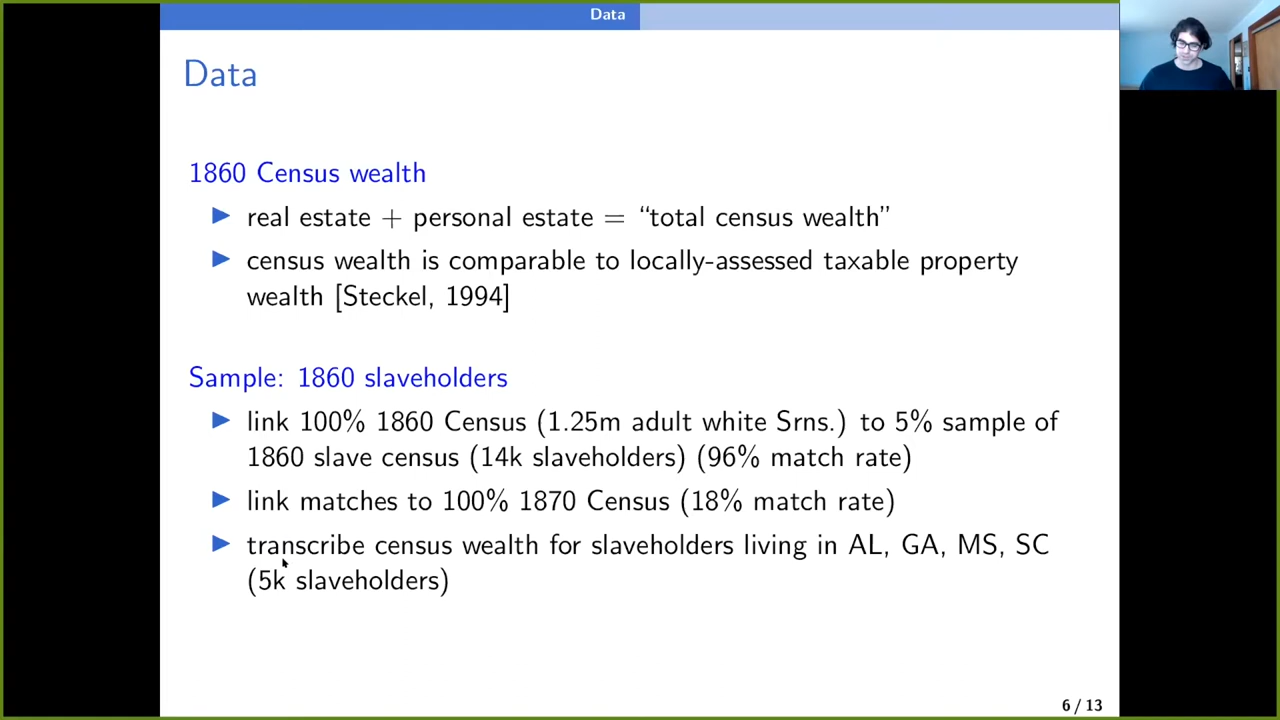 Data
Data
1860 Census wealth
▶ real estate + personal estate = “total census wealth”
▶ census wealth is comparable to locally-assessed taxable property
wealth [Steckel, 1994]
Sample: 1860 slaveholders
▶ link 100% 1860 Census (1.25m adult white Srns.) to 5% sample of
1860 slave census (14k slaveholders) (96% match rate)
▶ link matches to 100% 1870 Census (18% match rate)
▶ transcribe census wealth for slaveholders living in AL, GA, MS, SC
(5k slaveholders)
6 / 13